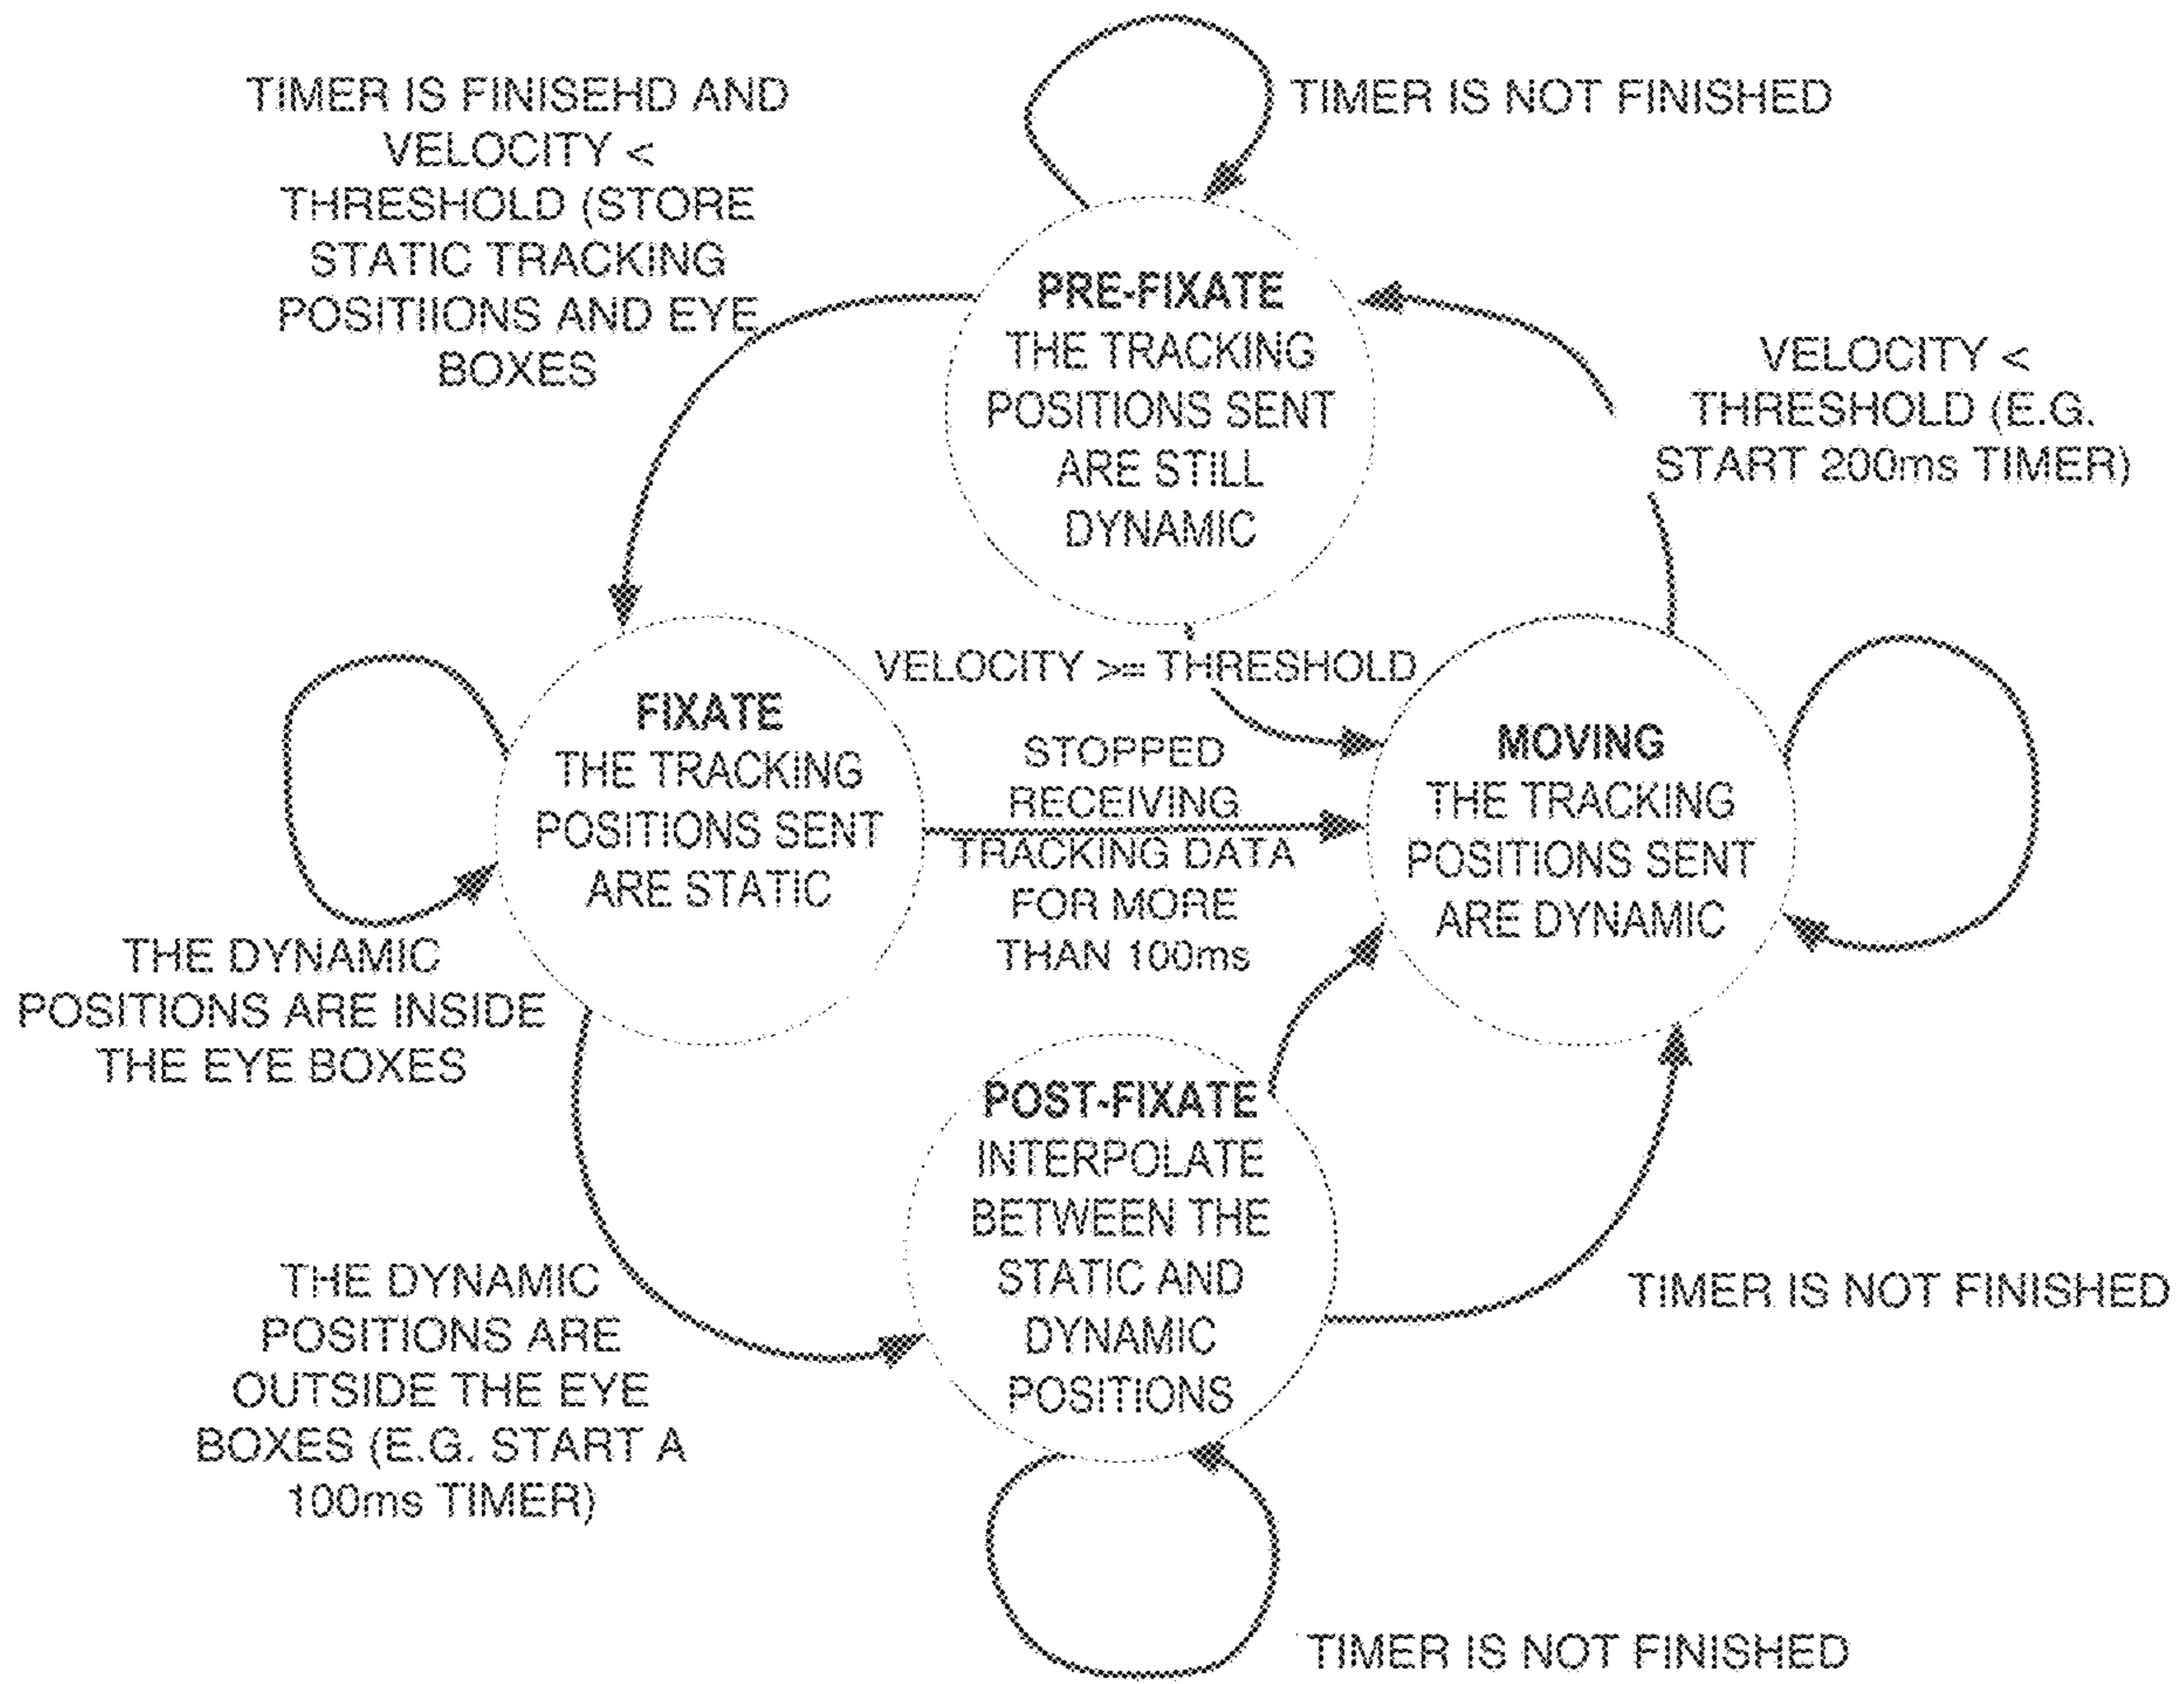 TIMER IS FINISEHD AND
VELOCITY <
THRESHOLD (STORE
STATIC TRACKING
POSITIIONS AND EYE
BOXES
TIMER IS NOT FINISHED
PRE-FIXATE
THE TRACKING
POSITIONS SENT
ARE STILL
DYNAMIC
VELOCITY <
THRESHOLD (E.G.
START 200ms TIMER)
VELOCITY >= THRESHOLD
FIXATE
THE TRACKING
POSITIONS SENT
ARE STATIC
STOPPED
RECEIVING
TRACKING DATA
FOR MORE
THAN 100ms
MOVING
THE TRACKING
POSITIONS SENT
ARE DYNAMIC
THE DYNAMIC
POSITIONS ARE INSIDE
THE EYE BOXES
POST-FIXATE
INTERPOLATE
BETWEEN THE
STATIC AND
DYNAMIC
POSITIONS
THE DYNAMIC
POSITIONS ARE
OUTSIDE THE EYE
BOXES (E.G. START A
100ms TIMER)
TIMER IS NOT FINISHED
TIMER IS NOT FINISHED